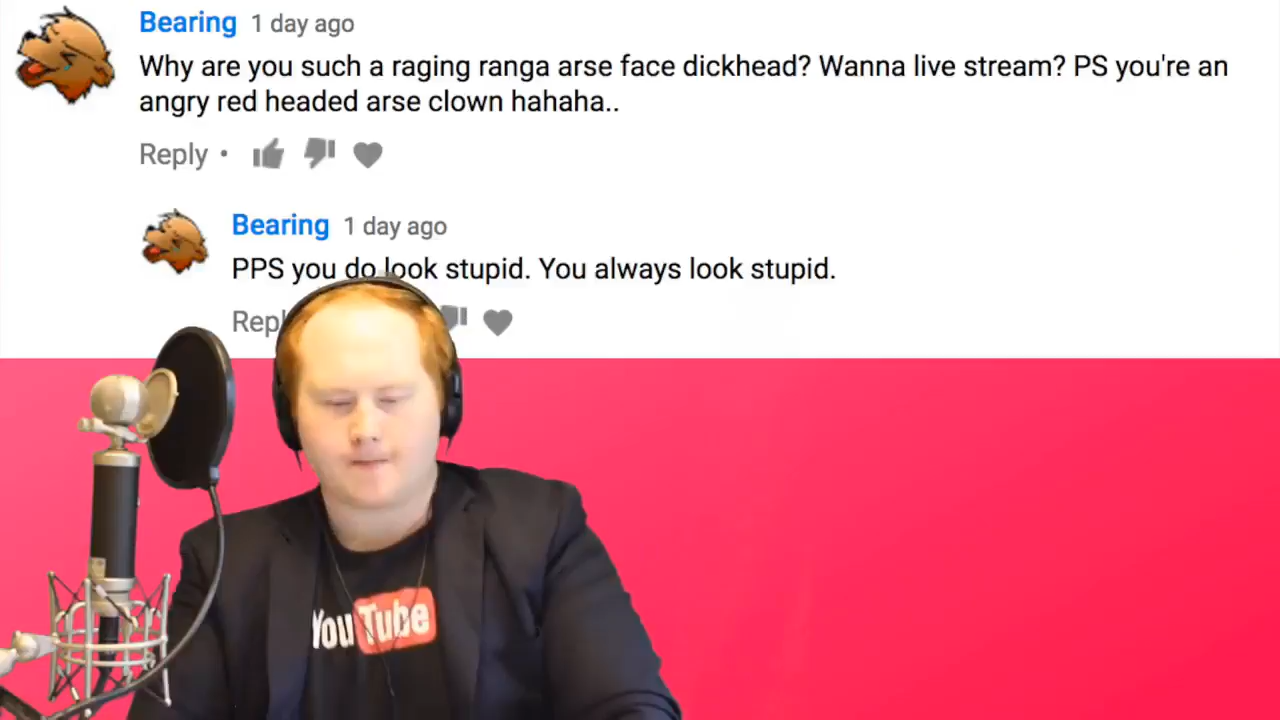 Bearing 1 day ago
Why are you such a raging ranga arse face dickhead? Wanna live stream? PS you're an
angry red headed arse clown hahaha..
Reply •
Bearing 1 day ago
PPS you do look stupid. You always look stupid.
YouTube